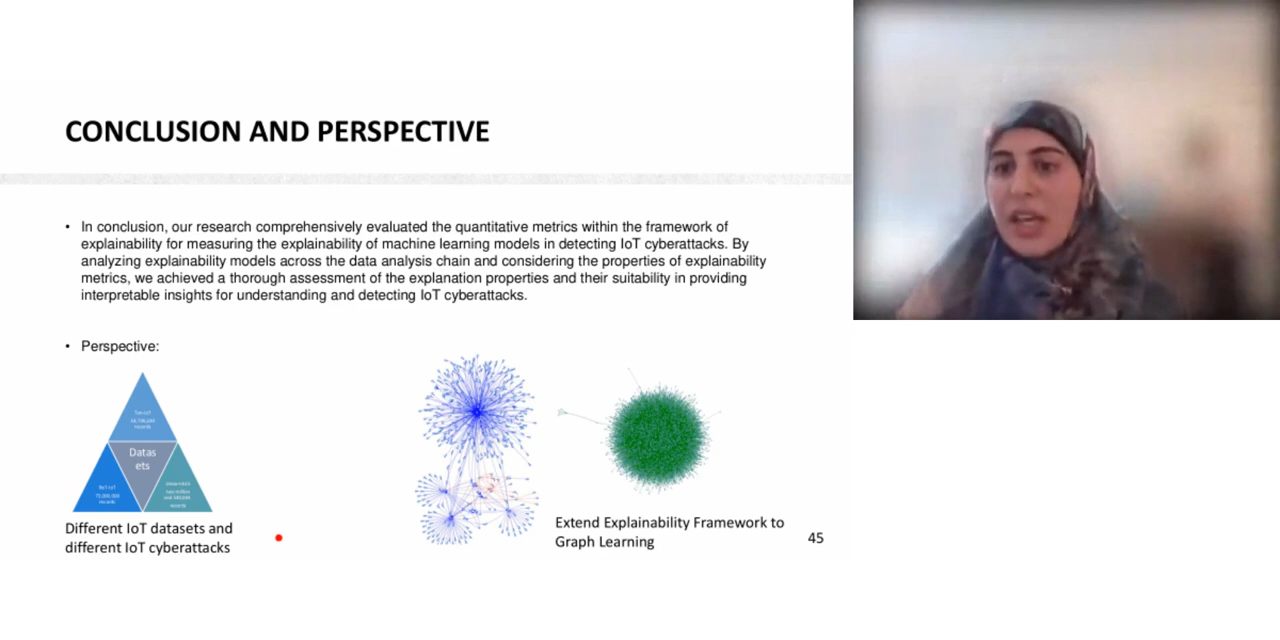 CONCLUSION AND PERSPECTIVE
• In conclusion, our research comprehensively evaluated the quantitative metrics within the framework of
explainability for measuring the explainability of machine learning models in detecting IoT cyberattacks. By
analyzing explainability models across the data analysis chain and considering the properties of explainability
metrics, we achieved a thorough assessment of the explanation properties and their suitability in providing
interpretable insights for understanding and detecting IoT cyberattacks.
• Perspective:
records
Datas
ets
records
records
Different IoT datasets and
different IoT cyberattacks
Extend Explainability Framework to
Graph Learning
45